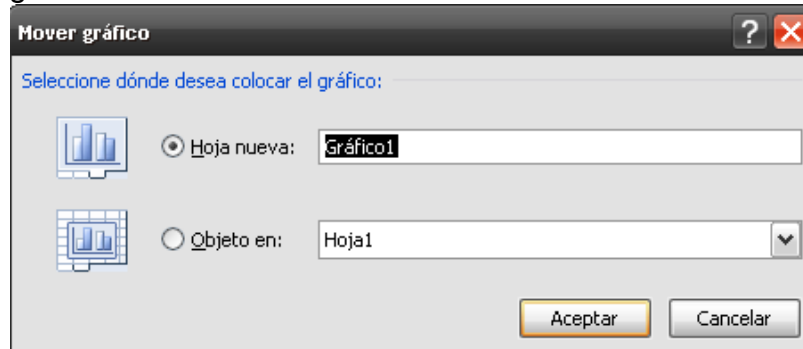 Mover gráfico
Seleccione dónde desea colocar el gráfico:
Hoja nueva: Gráfico1
Objeto en: Hoja1
Aceptar Cancelar